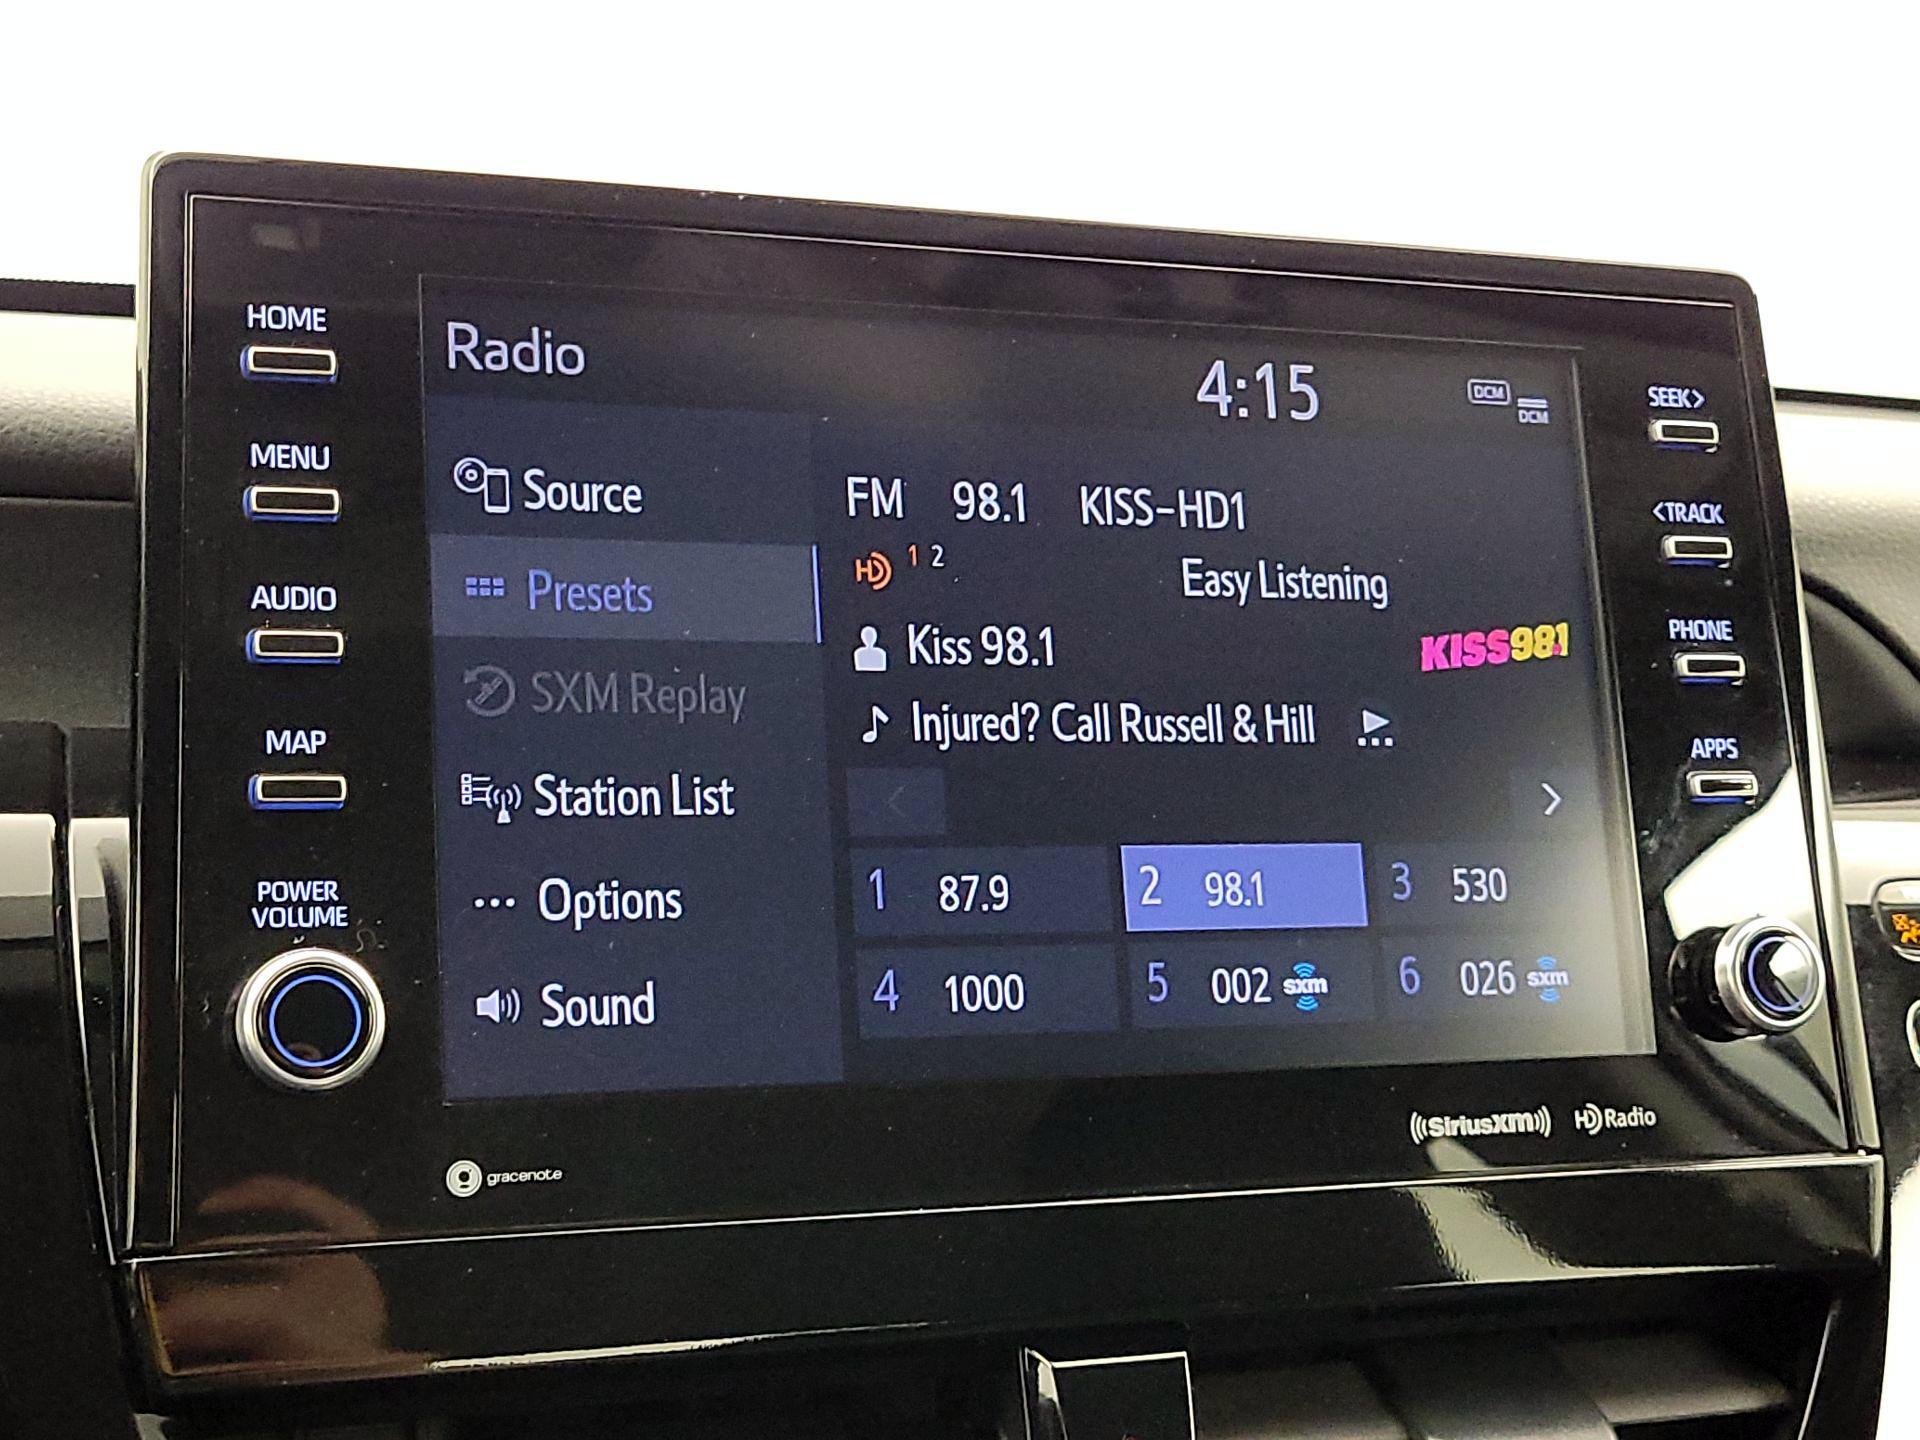 HOME
MENU
AUDIO
MAP
POWER
VOLUME
Radio
4:15
DCM
DCM
Source
Presets
SXM Replay
Station List
Options
Sound
FM 98.1 KISS-HD1
HD 1 2
Easy Listening
Kiss 98.1
KISS98.1
Injured? Call Russell & Hill
1 87.9
2 98.1
3 530
4 1000
5 002 sxm
6 026 sxm
SEEK>
<TRACK
PHONE
APPS
gracenote
((SiriusXM)) HD Radio